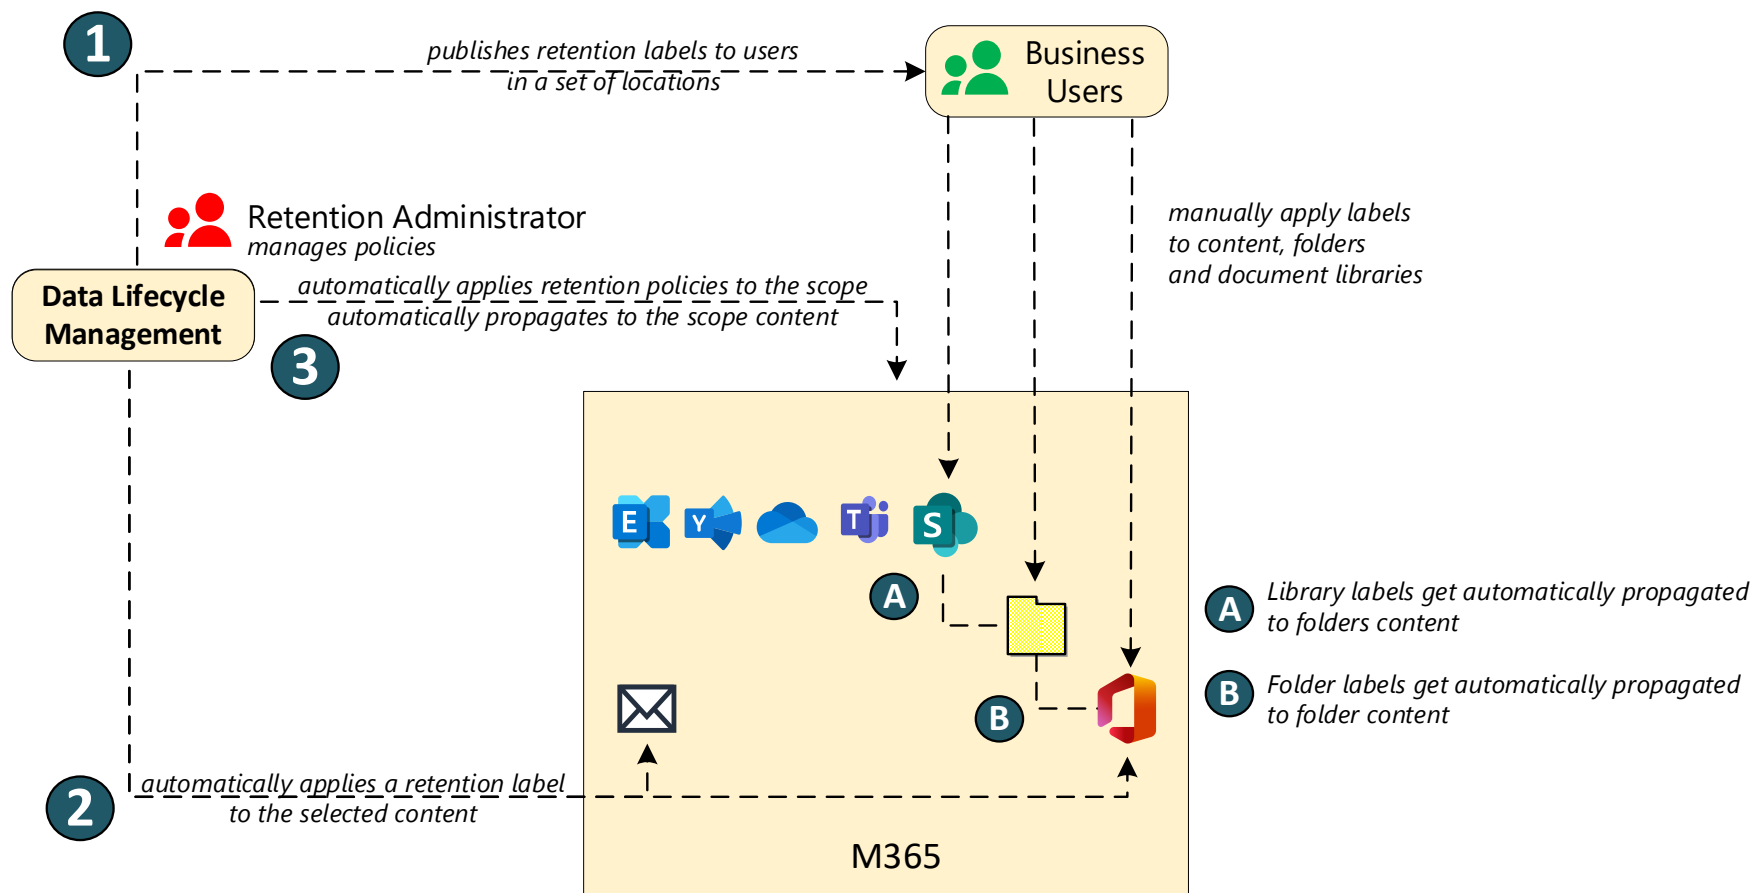 1
publishes retention labels to users
in a set of locations
Business
Users
Retention Administrator
manages policies
manually apply labels
to content, folders
and document libraries
Data Lifecycle
Management
automatically applies retention policies to the scope
automatically propagates to the scope content
3
E
Y
T
S
A
A
Library labels get automatically propagated
to folders content
B
B
Folder labels get automatically propagated
to folder content
2
automatically applies a retention label
to the selected content
M365